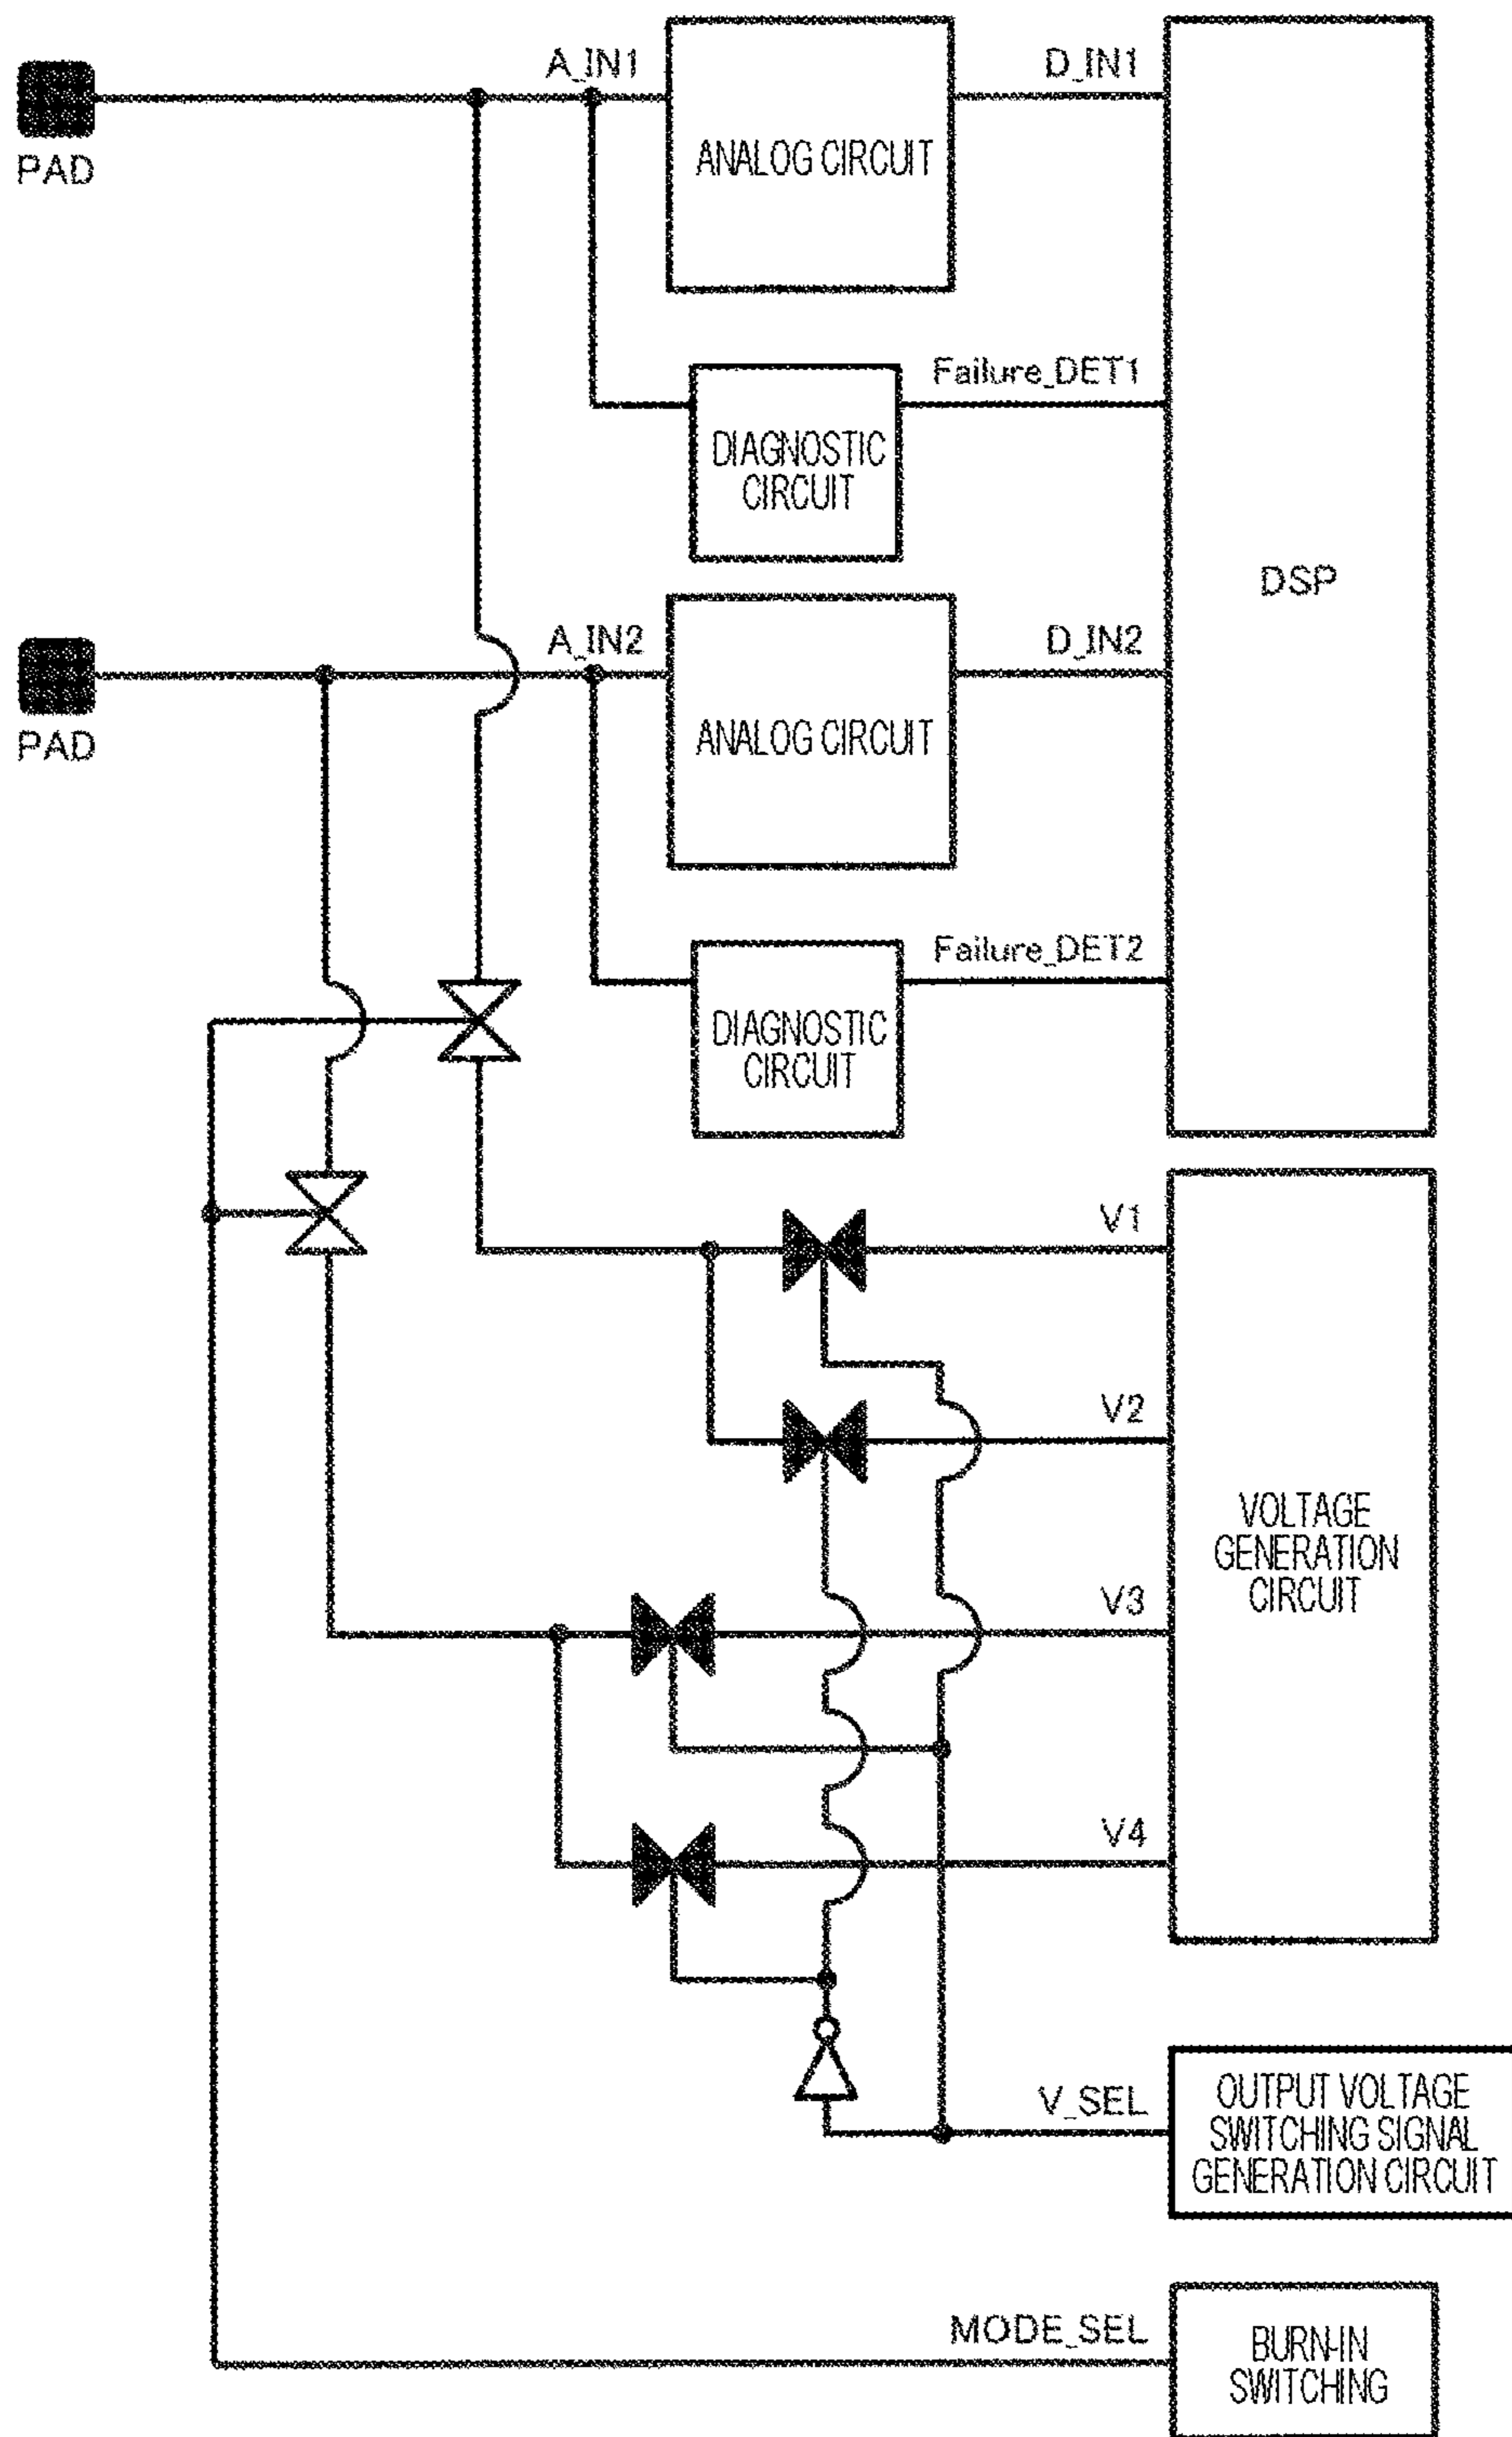 A_IN1
D_IN1
PAD
ANALOG CIRCUIT
Failure_DET1
DIAGNOSTIC
CIRCUIT
DSP
A_IN2
D_IN2
PAD
ANALOG CIRCUIT
Failure_DET2
DIAGNOSTIC
CIRCUIT
V1
V2
VOLTAGE
GENERATION
CIRCUIT
V3
V4
V_SEL
OUTPUT VOLTAGE
SWITCHING SIGNAL
GENERATION CIRCUIT
MODE_SEL
BURN-IN
SWITCHING